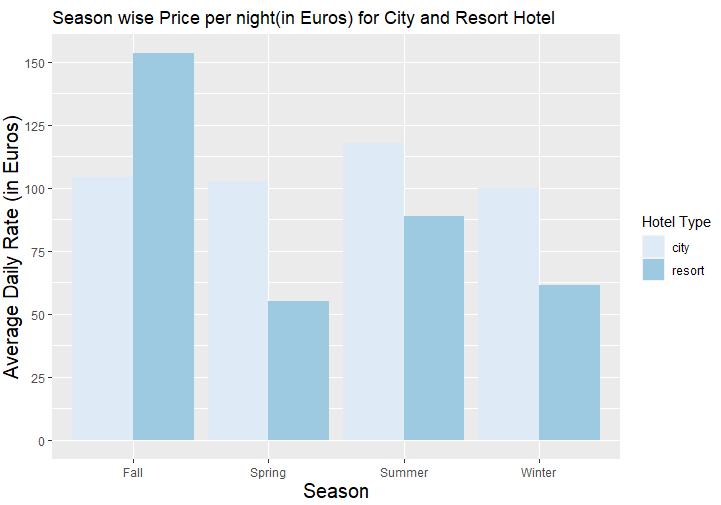 Season wise Price per night(in Euros) for City and Resort Hotel
Average Daily Rate (in Euros)
150
125
100
75
50
25
0
Fall
Spring
Summer
Winter
Season
Hotel Type
city
resort